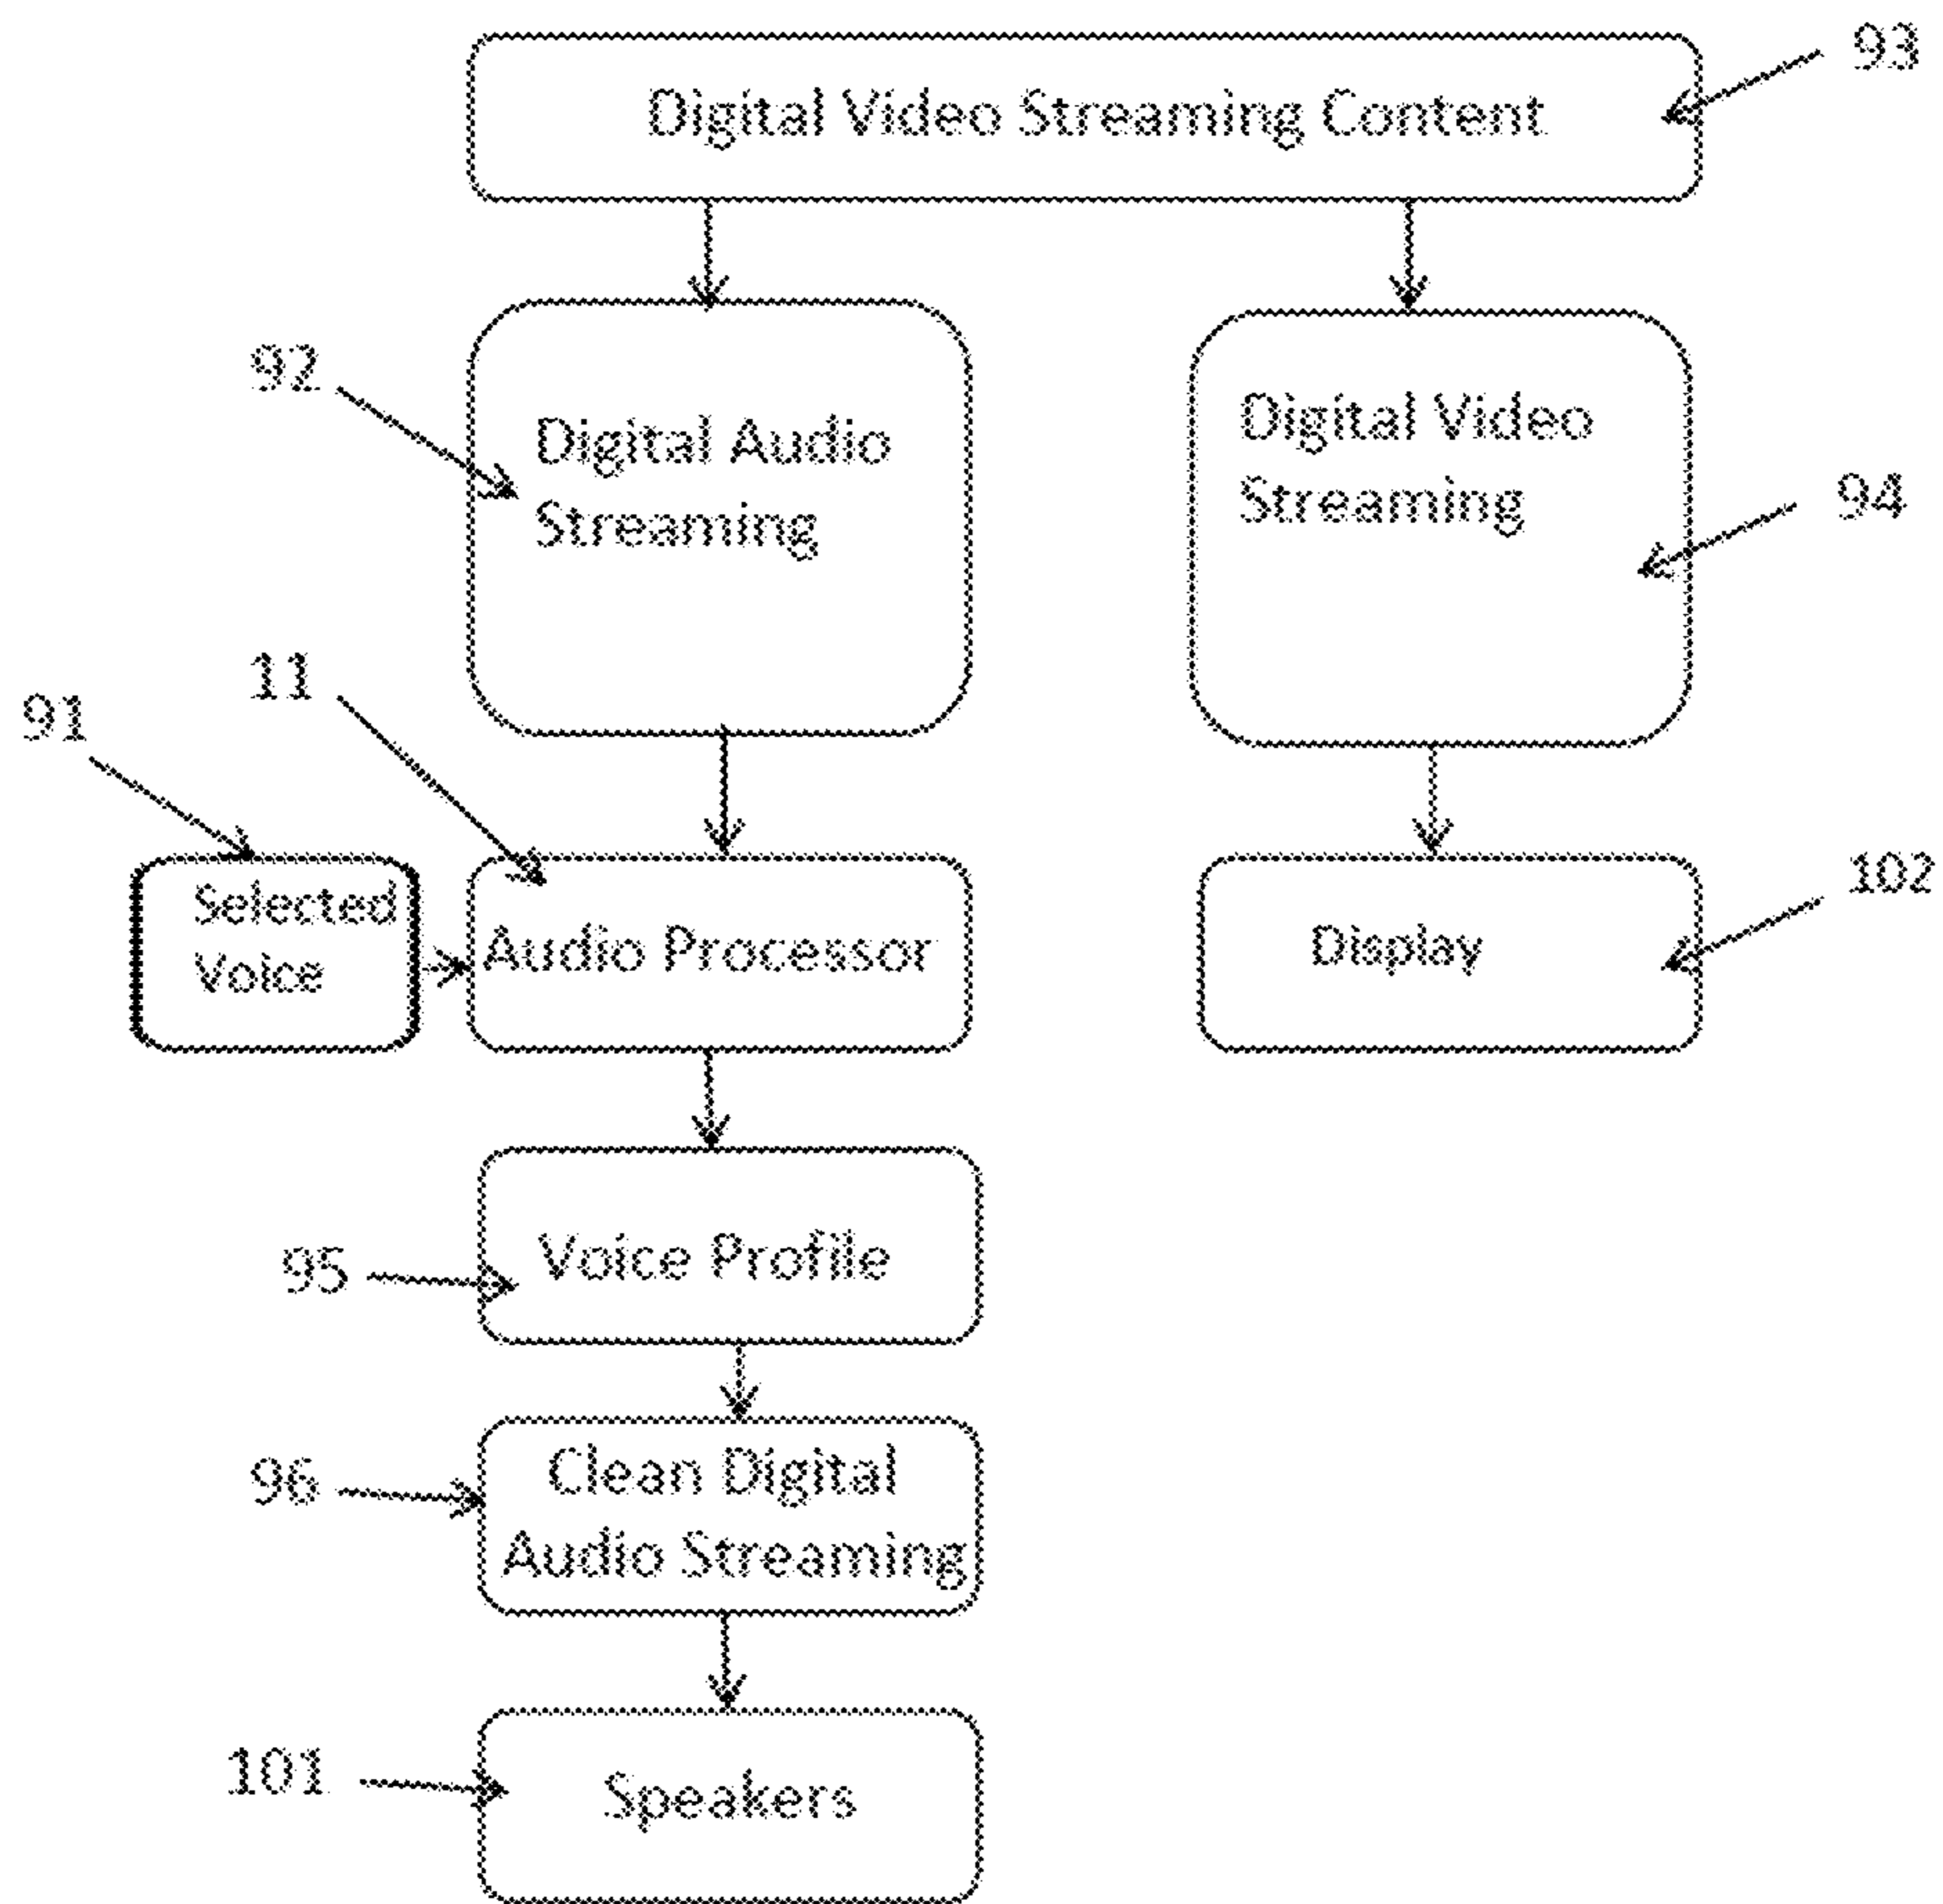 93
Digital Video Streaming Content
92
Digital Audio
Streaming
Digital Video
Streaming
94
11
91
Selected
Voice
Audio Processor
Display
102
Voice Profile
95
Clean Digital
Audio Streaming
96
101
Speakers